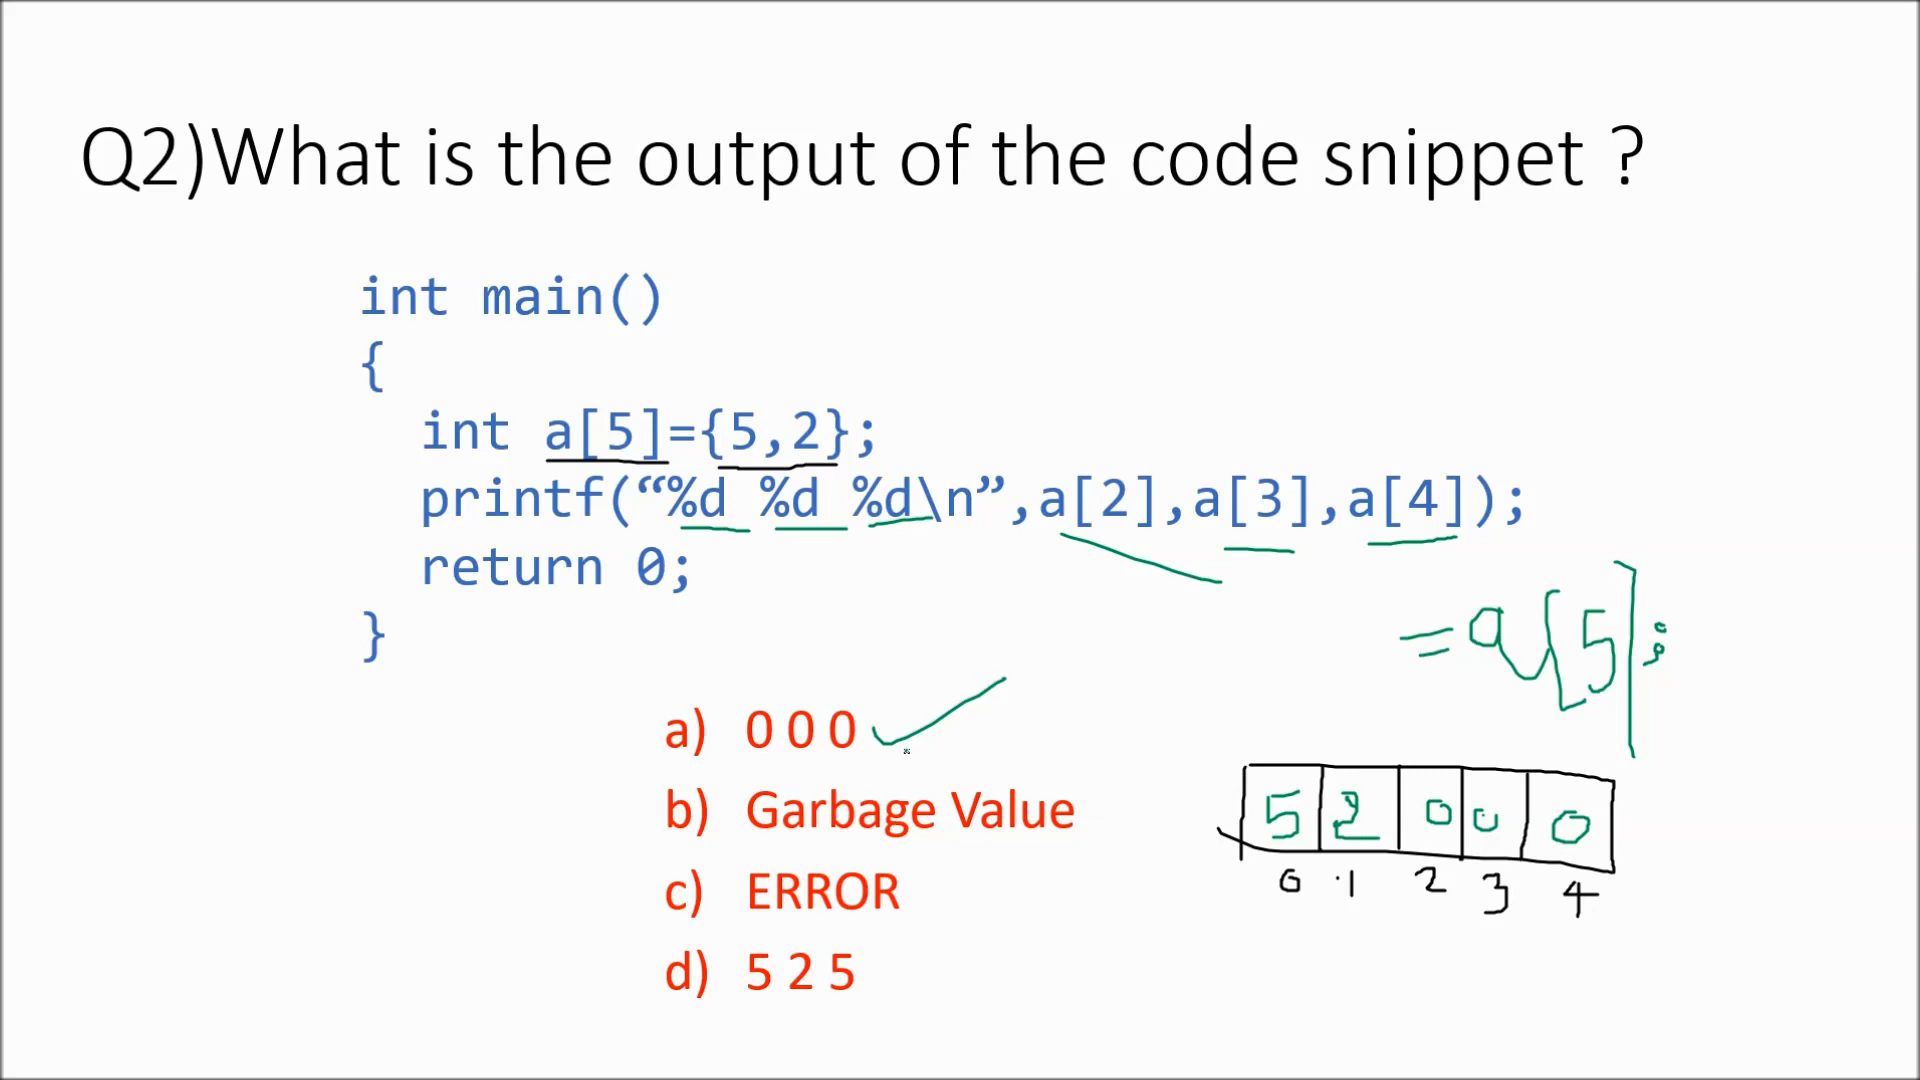 Q2)What is the output of the code snippet ?
int main()
{
int a[5]={5,2};
printf(“%d %d %d\n”,a[2],a[3],a[4]);
return 0;
}
= a[5];
a) 0 0 0
b) Garbage Value
c) ERROR
d) 5 2 5
5 2 0 0 0
0 1 2 3 4